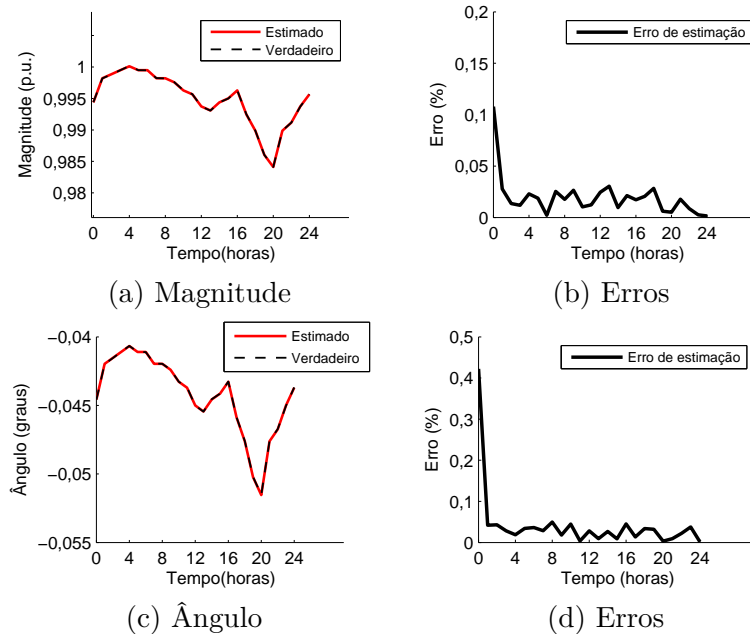 Magnitude (p.u.)
1
0,995
0,99
0,985
0,98
Estimado
Verdadeiro
0 4 8 12 16 20 24
Tempo(horas)
(a) Magnitude
Erro (%)
0,2
0,15
0,1
0,05
0
Erro de estimação
0 4 8 12 16 20 24
Tempo (horas)
(b) Erros
Ângulo (graus)
−0,04
−0,045
−0,05
−0,055
Estimado
Verdadeiro
0 4 8 12 16 20 24
Tempo(horas)
(c) Ângulo
Erro (%)
0,5
0,4
0,3
0,2
0,1
0
Erro de estimação
0 4 8 12 16 20 24
Tempo (horas)
(d) Erros